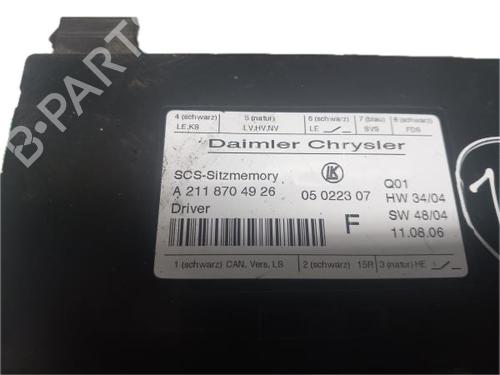 4 (schwarz) 5 (natur) 6 (schwarz) 7 (blau) 8 (schwarz)
LE,KS LV,HV,NV LE SVS FDS
Daimler Chrysler
SCS-Sitzmemory LK Q01
A 211 870 49 26 05 0223 07 HW 34/04
Driver F SW 48/04
11.08.06
1 (schwarz) CAN, Vers, LS 2 (schwarz) 15R 3 (natur) HE
B-PARTS